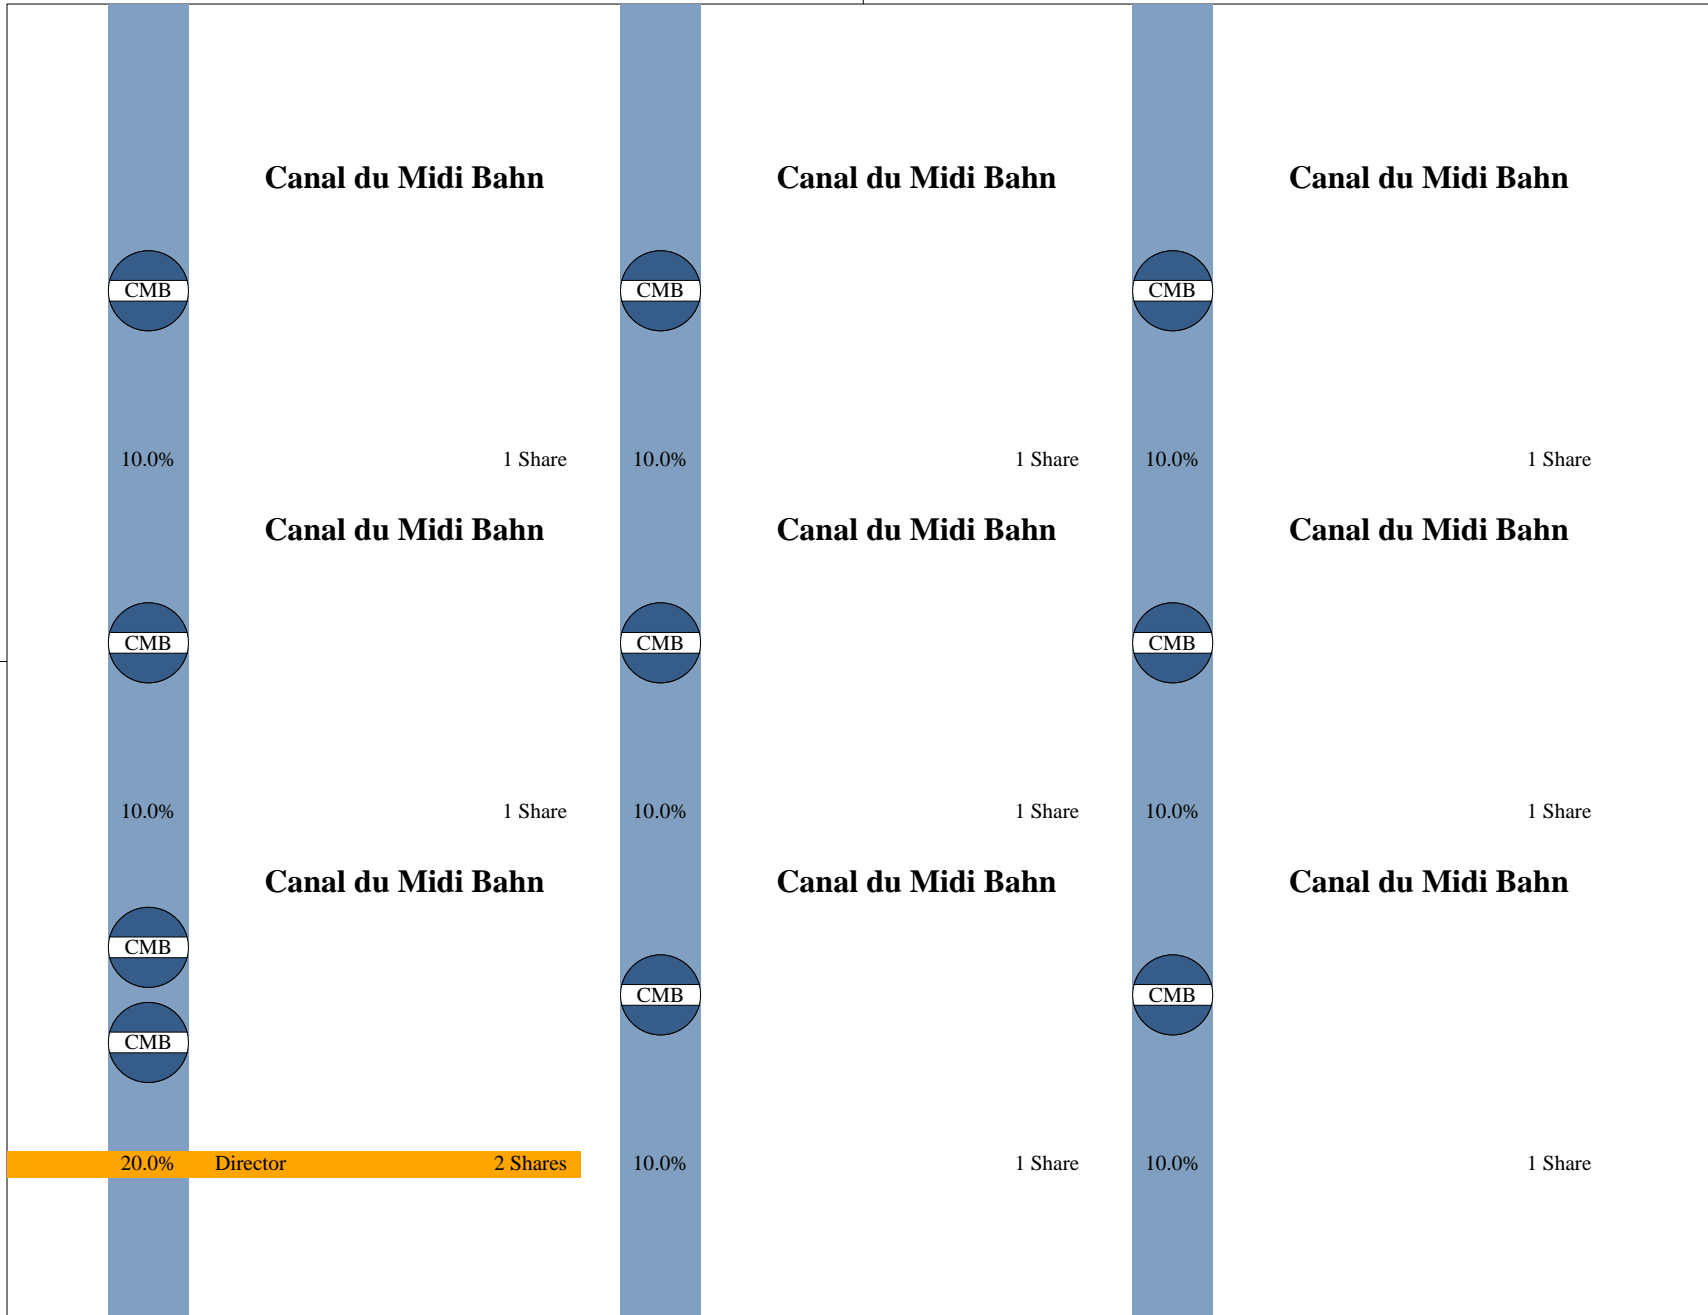 Canal du Midi Bahn Canal du Midi Bahn Canal du Midi Bahn
CMB CMB CMB
10.0% 1 Share 10.0% 1 Share 10.0% 1 Share
Canal du Midi Bahn Canal du Midi Bahn Canal du Midi Bahn
CMB CMB CMB
10.0% 1 Share 10.0% 1 Share 10.0% 1 Share
Canal du Midi Bahn Canal du Midi Bahn Canal du Midi Bahn
CMB
CMB CMB
CMB
20.0% Director 2 Shares 10.0% 1 Share 10.0% 1 Share